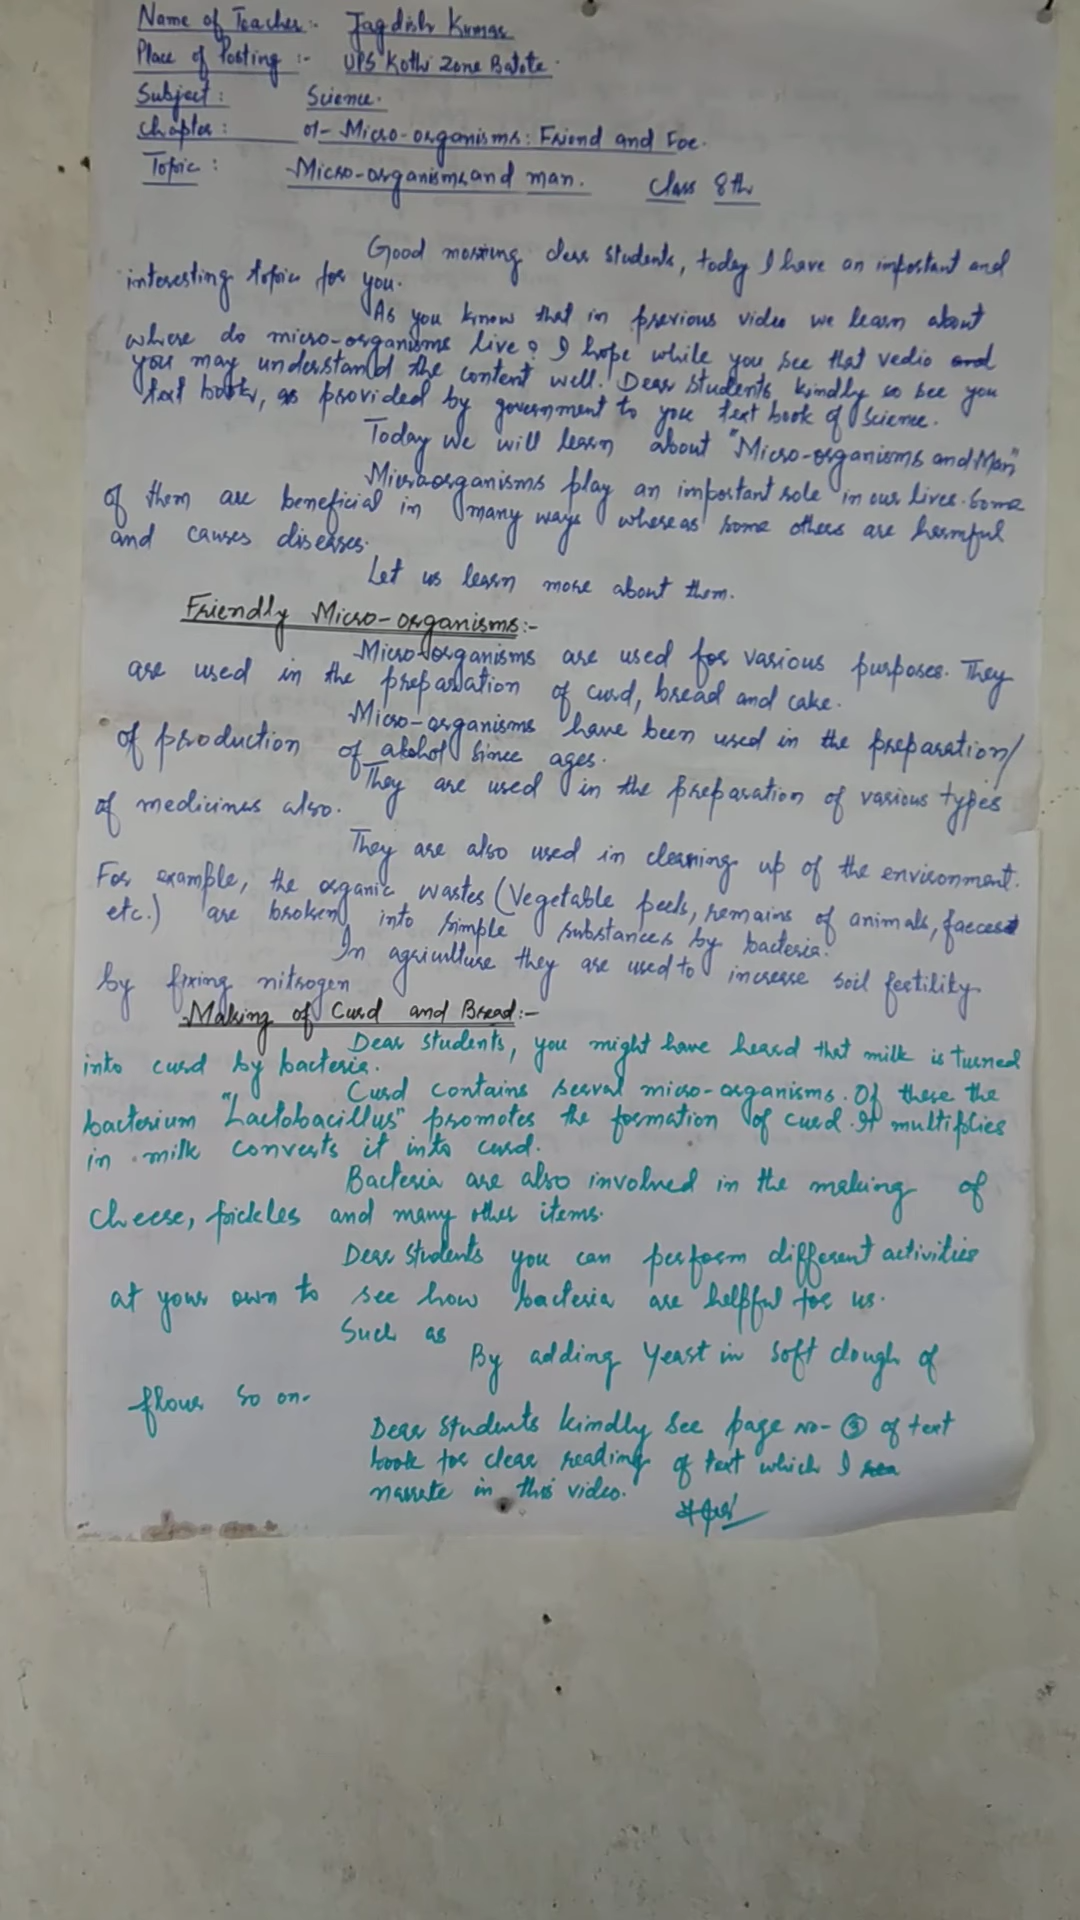 Name of Teacher:- Jagdish Kumar
Place of Posting :- UPS Kothi Zone Batote.
Subject: Science.
Chapter: 01- Micro-organisms: Friend and Foe.
Topic: Micro-organisms and man. Class 8th
Good morning dear students, today I have an important and
interesting topic for you.
As you know that in previous video we learn about
where do micro-organisms live? I hope while you see that vedio
you may understand the content well. Dear Students kindly so see you
text book, as provided by government to you text book of Science.
Today we will learn about "Micro-organisms and Man"
Microorganisms play an important role in our lives. Some
of them are beneficial in many ways whereas some others are harmful
and causes diseases.
Let us learn more about them.
Friendly Micro-organisms:-
Micro-organisms are used for various purposes. They
are used in the preparation of curd, bread and cake.
Micro-organisms have been used in the preparation/
of production of akohol since ages.
They are used in the preparation of various types
of medicines also.
They are also used in cleaning up of the environment.
For example, the organic wastes (Vegetable peels, remains of animals, faeces
etc.) are broken into simple substances by bacteria.
In agriculture they are used to increase soil fertility
by fixing nitrogen
Making of Curd and Bread:-
Dear students, you might have heard that milk is turned
into curd by bacteria.
Curd contains serval micro-organisms. Of these the
bacterium "Lactobacillus" promotes the formation of curd. It multiplies
in milk converts it into curd.
Bacteria are also involved in the making of
Cheese, pickles and many other items.
Dear Students you can perform different activities
at your own to see how bacteria are helpful for us.
Such as
By adding Yeast in soft dough of
flour so on.
Dear Students kindly see page no- 3 of text
book for clear reading of text which I
narrate in this video.